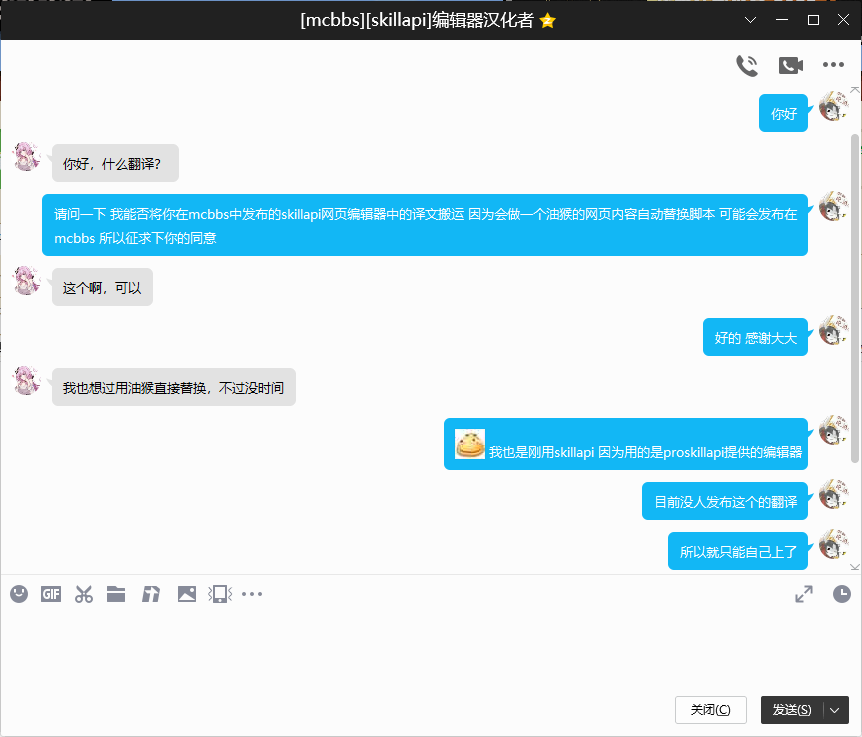 [mcbbs][skillapi]编辑器汉化者
你好
你好，什么翻译？
请问一下 我能否将你在mcbbs中发布的skillapi网页编辑器中的译文搬运 因为会做一个油猴的网页内容自动替换脚本 可能会发布在
mcbbs 所以征求下你的同意
这个啊，可以
好的 感谢大大
我也想过用油猴直接替换，不过没时间
我也是刚用skillapi 因为用的是proskillapi提供的编辑器
目前没人发布这个的翻译
所以就只能自己上了
GIF
关闭(C)
发送(S)